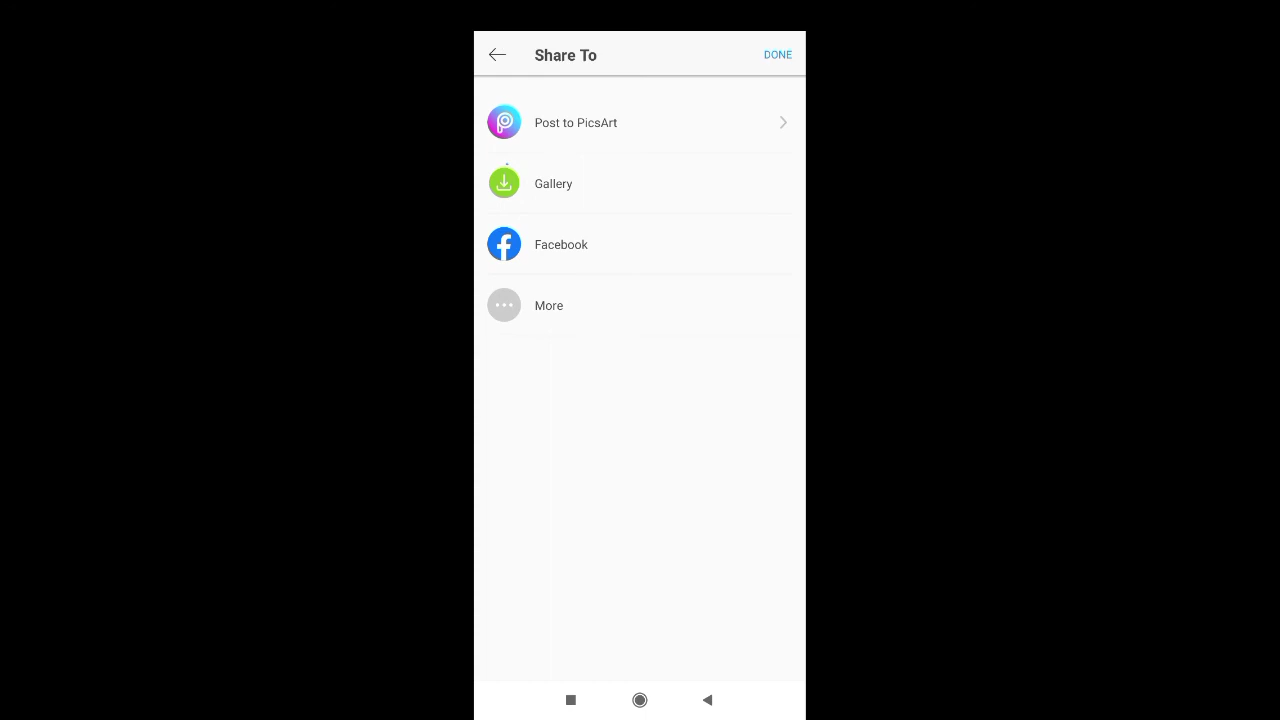 Share To
DONE
Post to PicsArt
Gallery
Facebook
More